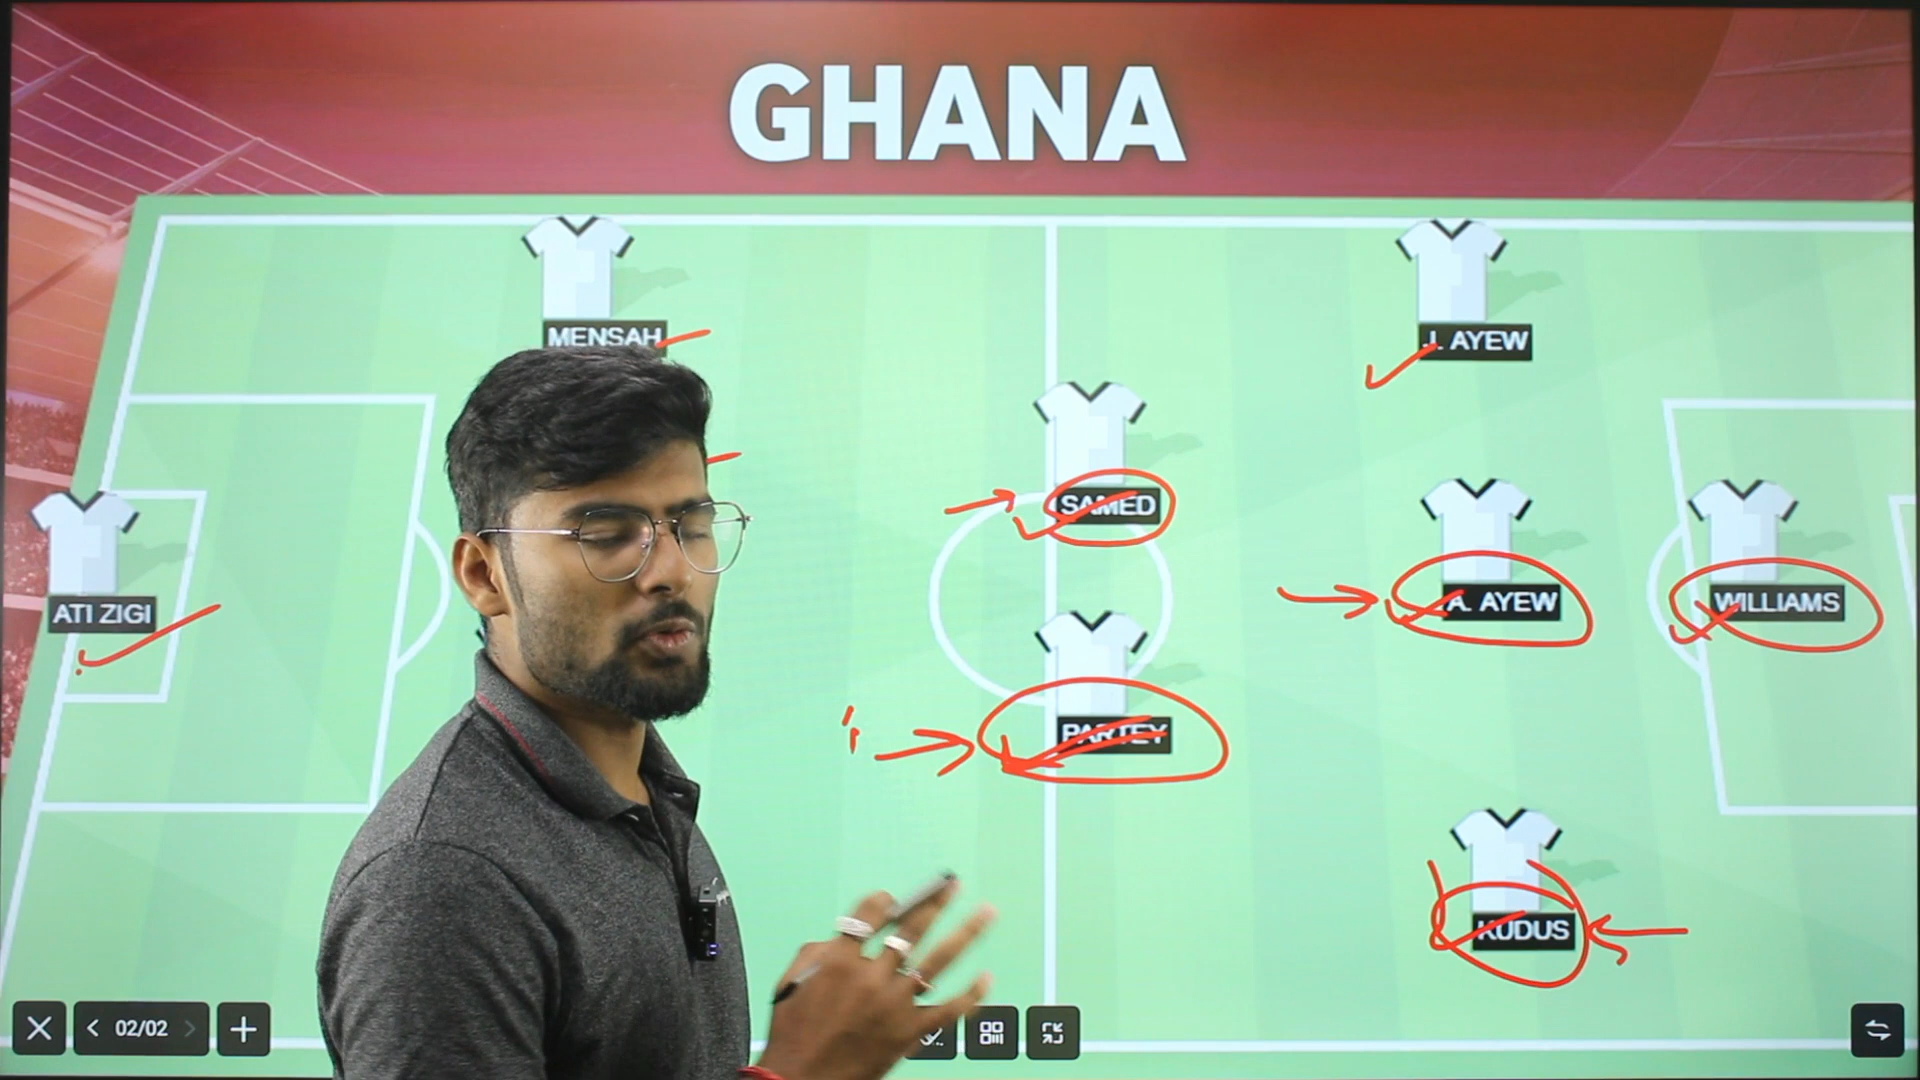 GHANA
MENSAH
J. AYEW
SAMED
ATI ZIGI
A. AYEW
WILLIAMS
PARTEY
KUDUS
02/02